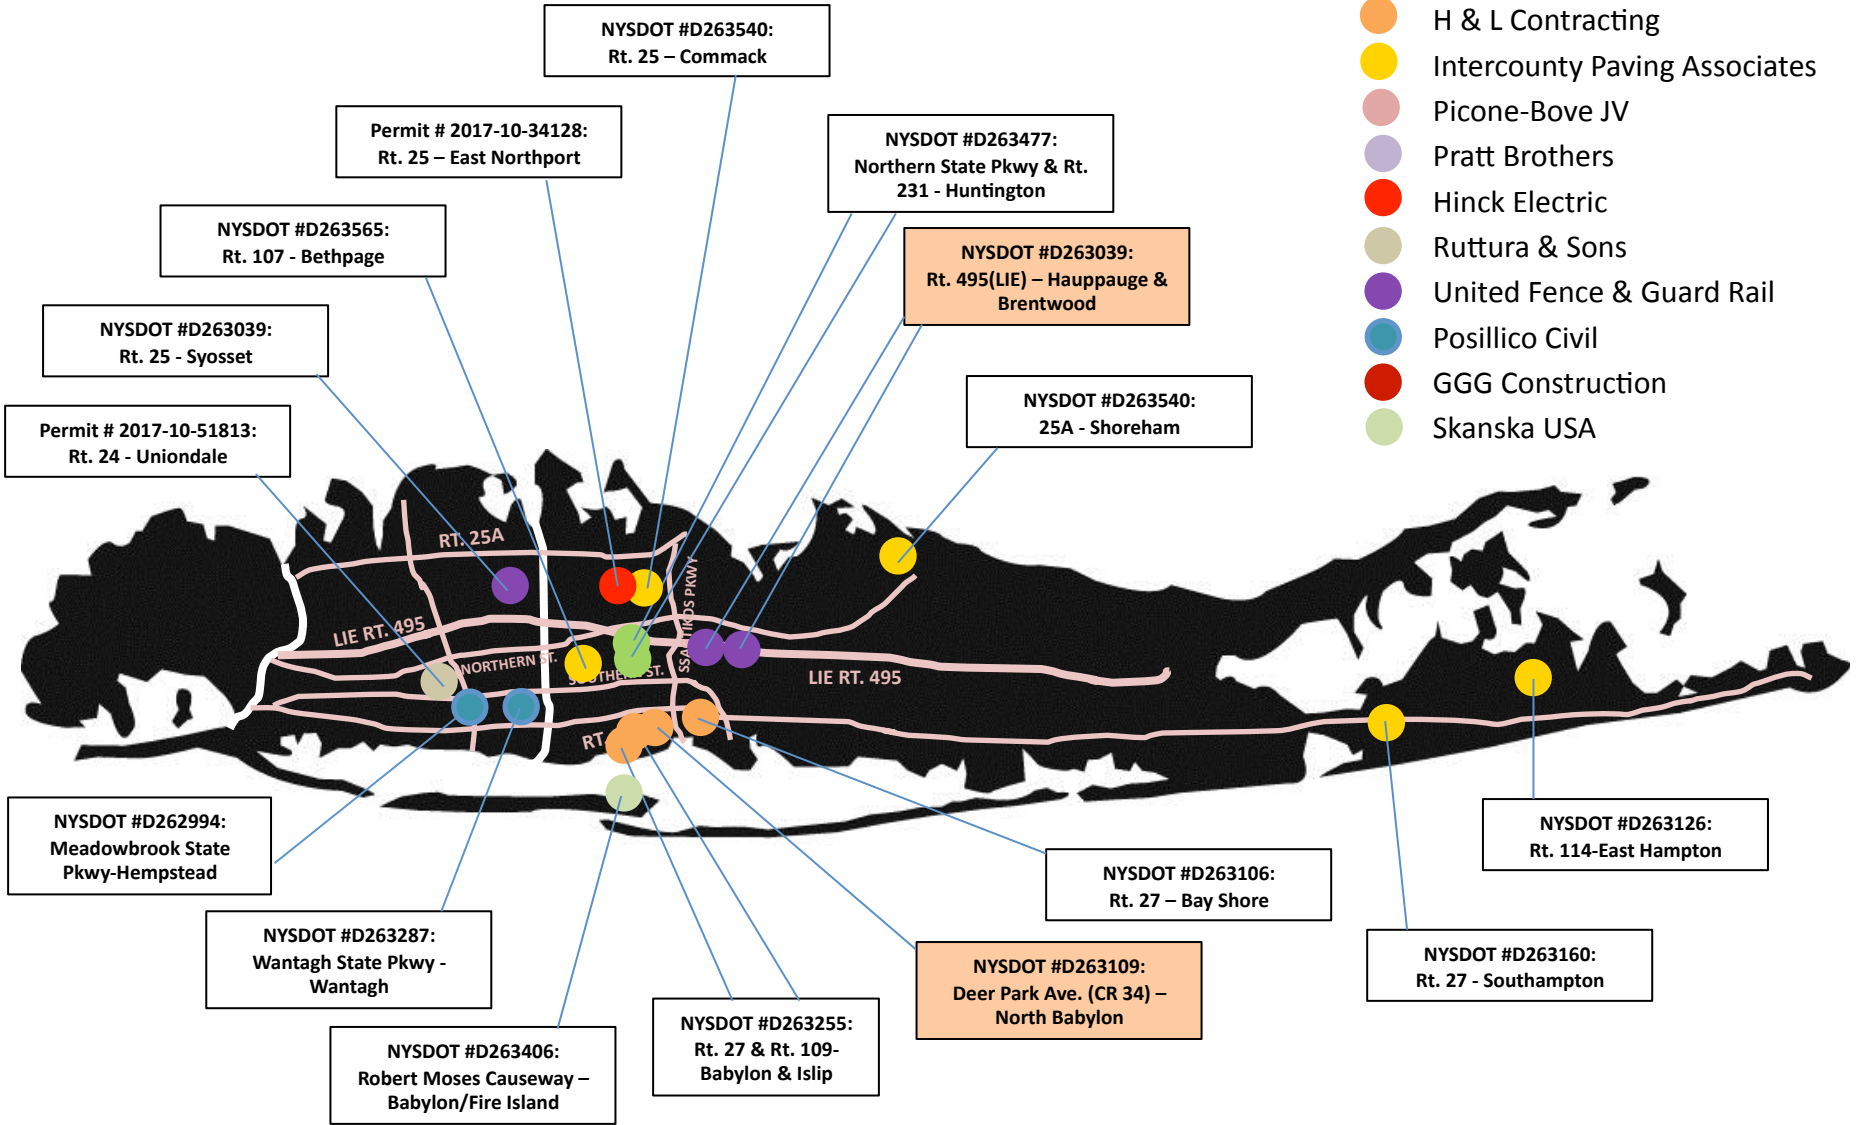 NYSDOT #D263540:
Rt. 25 – Commack
H & L Contracting
Intercounty Paving Associates
Picone-Bove JV
Pratt Brothers
Hinck Electric
Ruttura & Sons
United Fence & Guard Rail
Posillico Civil
GGG Construction
Skanska USA
Permit # 2017-10-34128:
Rt. 25 – East Northport
NYSDOT #D263477:
Northern State Pkwy & Rt.
231 - Huntington
NYSDOT #D263565:
Rt. 107 - Bethpage
NYSDOT #D263039:
Rt. 495(LIE) – Hauppauge &
Brentwood
NYSDOT #D263039:
Rt. 25 - Syosset
NYSDOT #D263540:
25A - Shoreham
Permit # 2017-10-51813:
Rt. 24 - Uniondale
RT. 25A
LIE RT. 495
NORTHERN ST.
SOUTHERN ST.
PKWY
LIE RT. 495
RT
NYSDOT #D262994:
Meadowbrook State
Pkwy-Hempstead
NYSDOT #D263126:
Rt. 114-East Hampton
NYSDOT #D263106:
Rt. 27 – Bay Shore
NYSDOT #D263287:
Wantagh State Pkwy -
Wantagh
NYSDOT #D263160:
Rt. 27 - Southampton
NYSDOT #D263109:
Deer Park Ave. (CR 34) –
North Babylon
NYSDOT #D263255:
Rt. 27 & Rt. 109-
Babylon & Islip
NYSDOT #D263406:
Robert Moses Causeway –
Babylon/Fire Island